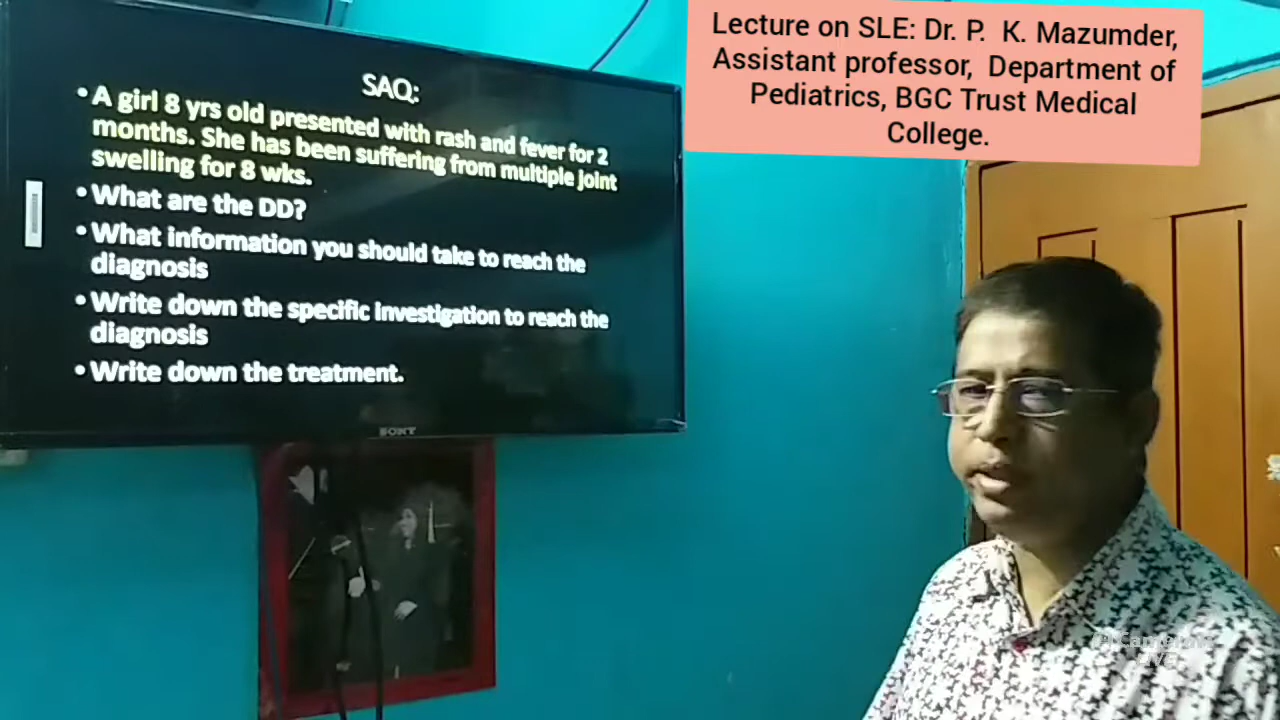 SAQ:
• A girl 8 yrs old presented with rash and fever for 2
months. She has been suffering from multiple joint
swelling for 8 wks.
• What are the DD?
• What information you should take to reach the
diagnosis
• Write down the specific Investigation to reach the
diagnosis
• Write down the treatment.
SONY
Lecture on SLE: Dr. P. K. Mazumder,
Assistant professor, Department of
Pediatrics, BGC Trust Medical
College.
LIVE